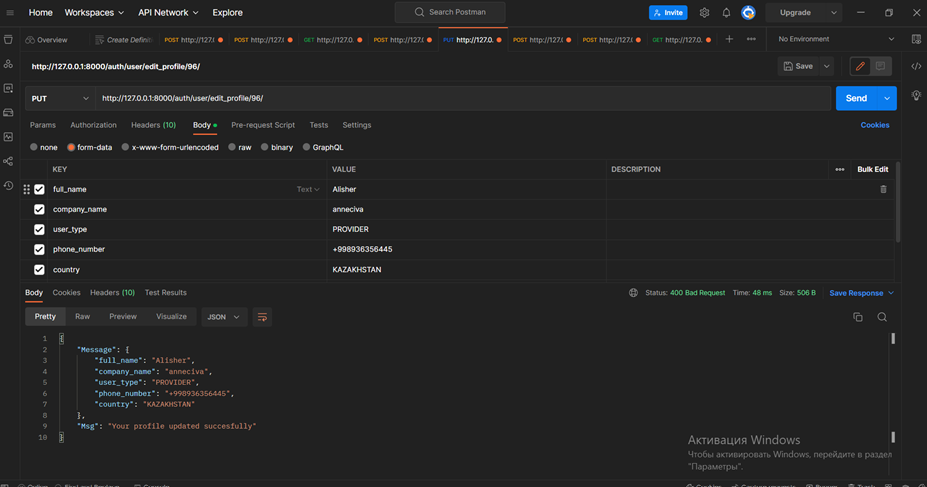 Home Workspaces API Network Explore Search Postman Invite Upgrade
Overview Create Definiti POST http://127.( POST http://127.( GET http://127.0. POST http://127.( PUT http://127.0. POST http://127.( POST http://127.( GET http://127.0. No Environment
http://127.0.0.1:8000/auth/user/edit_profile/96/ Save
PUT http://127.0.0.1:8000/auth/user/edit_profile/96/ Send
Params Authorization Headers (10) Body Pre-request Script Tests Settings Cookies
none form-data x-www-form-urlencoded raw binary GraphQL
KEY VALUE DESCRIPTION Bulk Edit
full_name Text Alisher
company_name anneciva
user_type PROVIDER
phone_number +998936356445
country KAZAKHSTAN
Body Cookies Headers (10) Test Results Status: 400 Bad Request Time: 48 ms Size: 506 B Save Response
Pretty Raw Preview Visualize JSON
1 {
2 "Message": {
3 "full_name": "Alisher",
4 "company_name": "anneciva",
5 "user_type": "PROVIDER",
6 "phone_number": "+998936356445",
7 "country": "KAZAKHSTAN"
8 },
9 "Msg": "Your profile updated succesfully"
10 }
Активация Windows
Чтобы активировать Windows, перейдите в раздел
"Параметры".